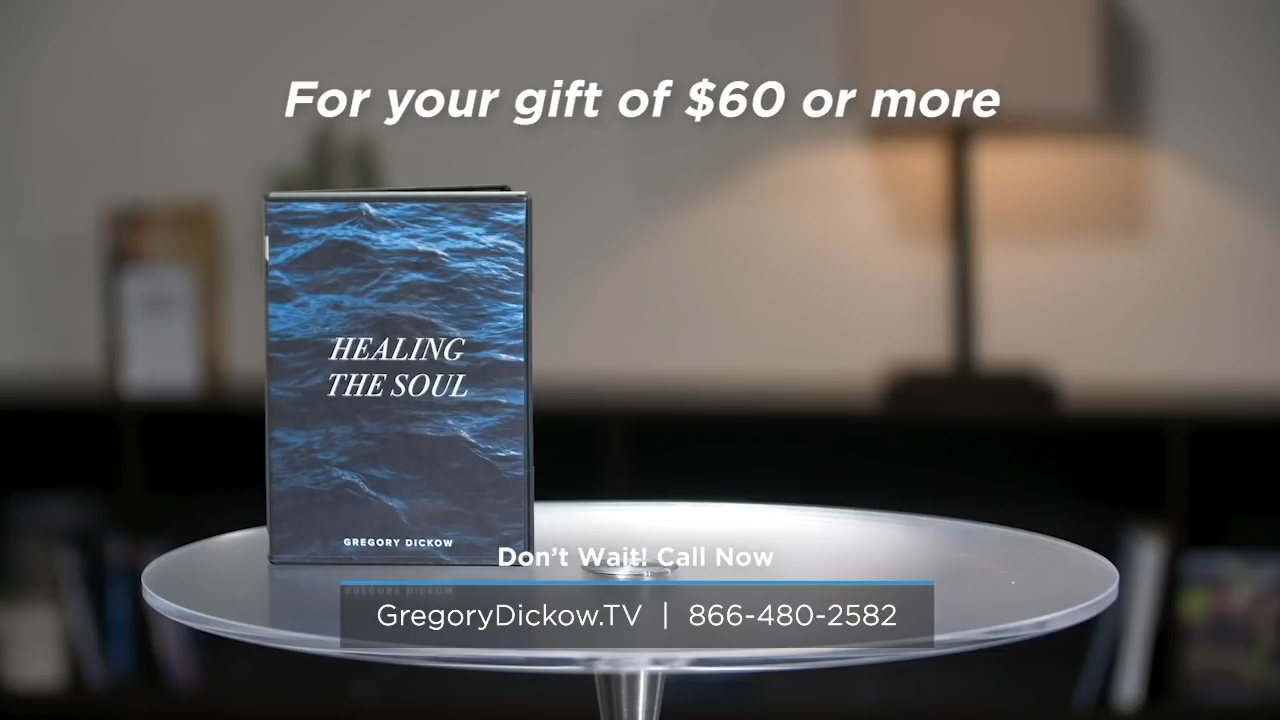 For your gift of $60 or more
HEALING
THE SOUL
GREGORY DICKOW
Don't Wait! Call Now
GregoryDickow.TV | 866-480-2582